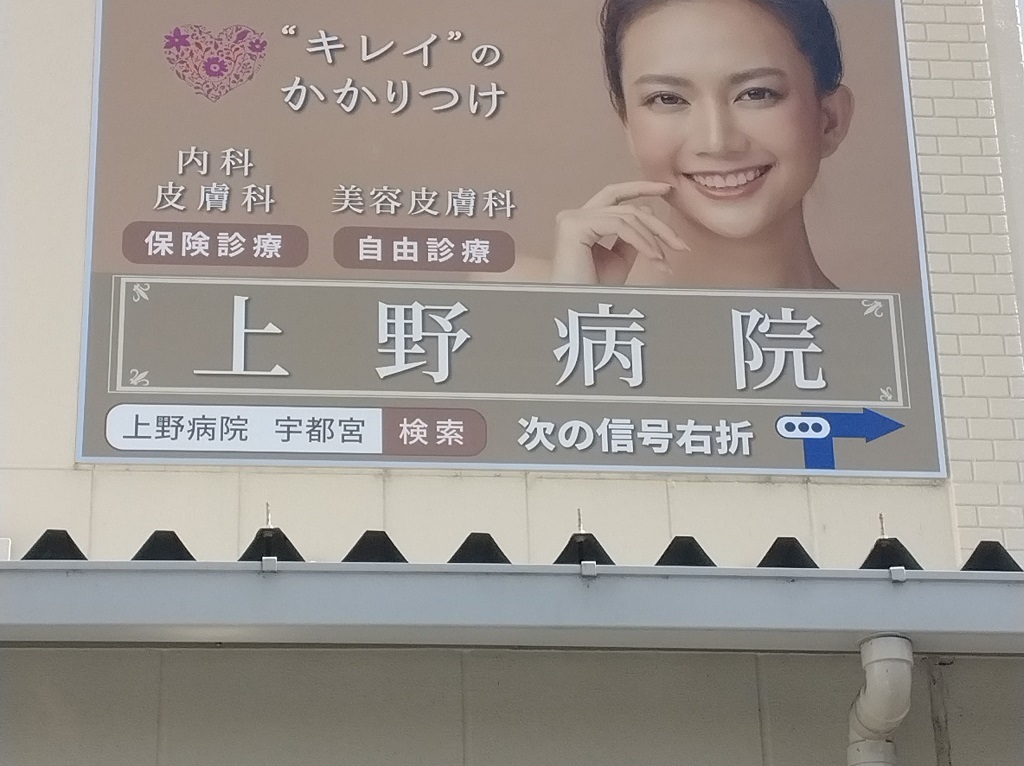 “キレイ”の
かかりつけ
内科
皮膚科
保険診療
美容皮膚科
自由診療
上野病院
上野病院 宇都宮 検索
次の信号右折